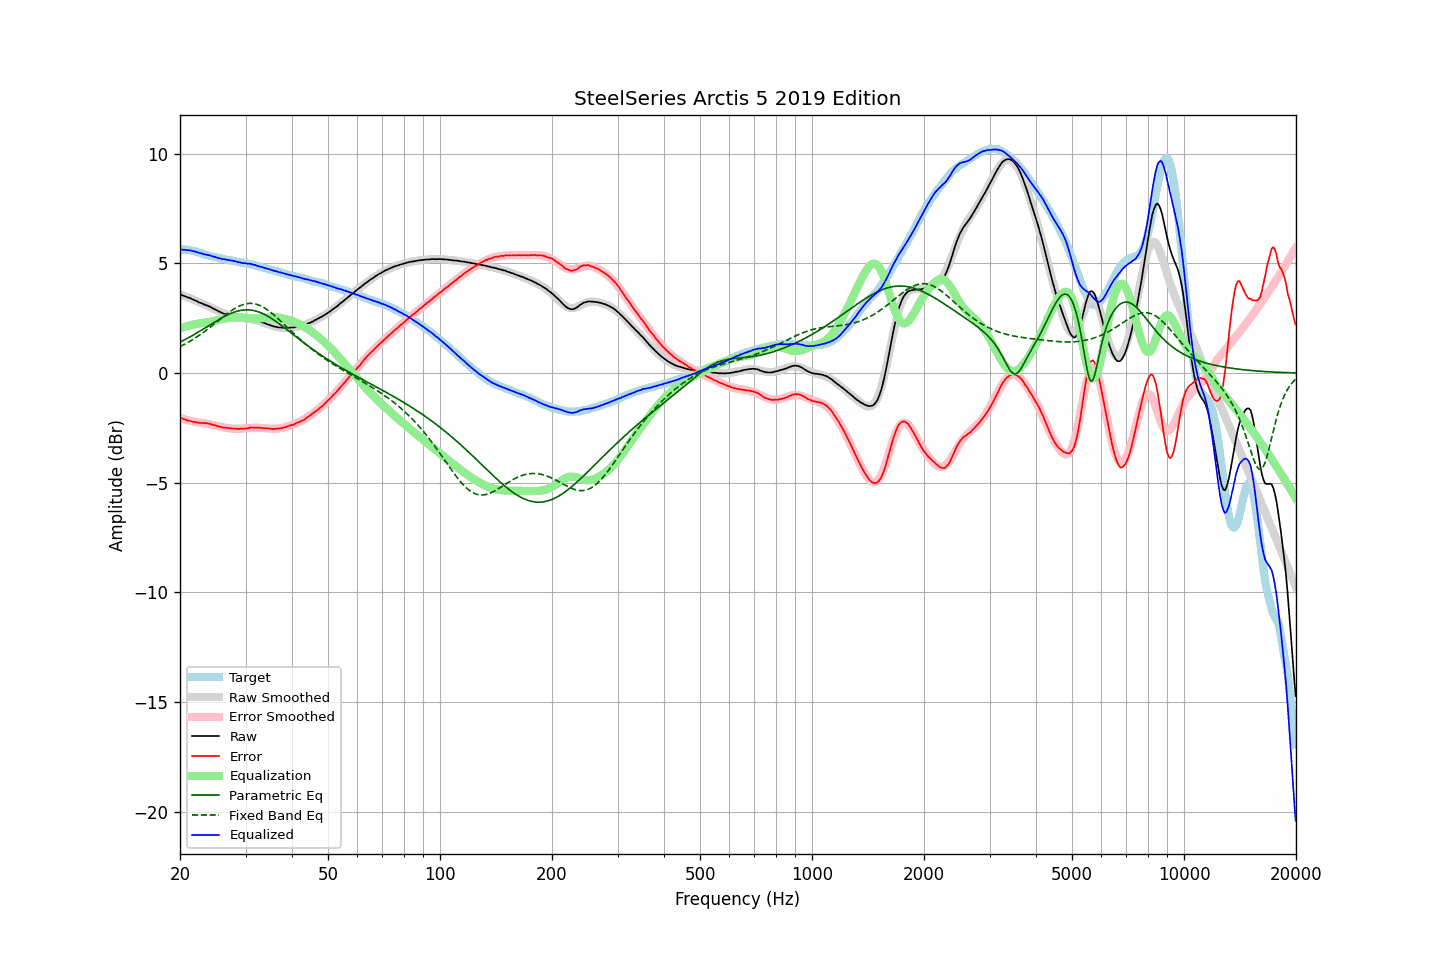 SteelSeries Arctis 5 2019 Edition
10
5
0
−5
−10
−15
−20
Amplitude (dBr)
Target
Raw Smoothed
Error Smoothed
Raw
Error
Equalization
Parametric Eq
Fixed Band Eq
Equalized
20 50 100 200 500 1000 2000 5000 10000 20000
Frequency (Hz)